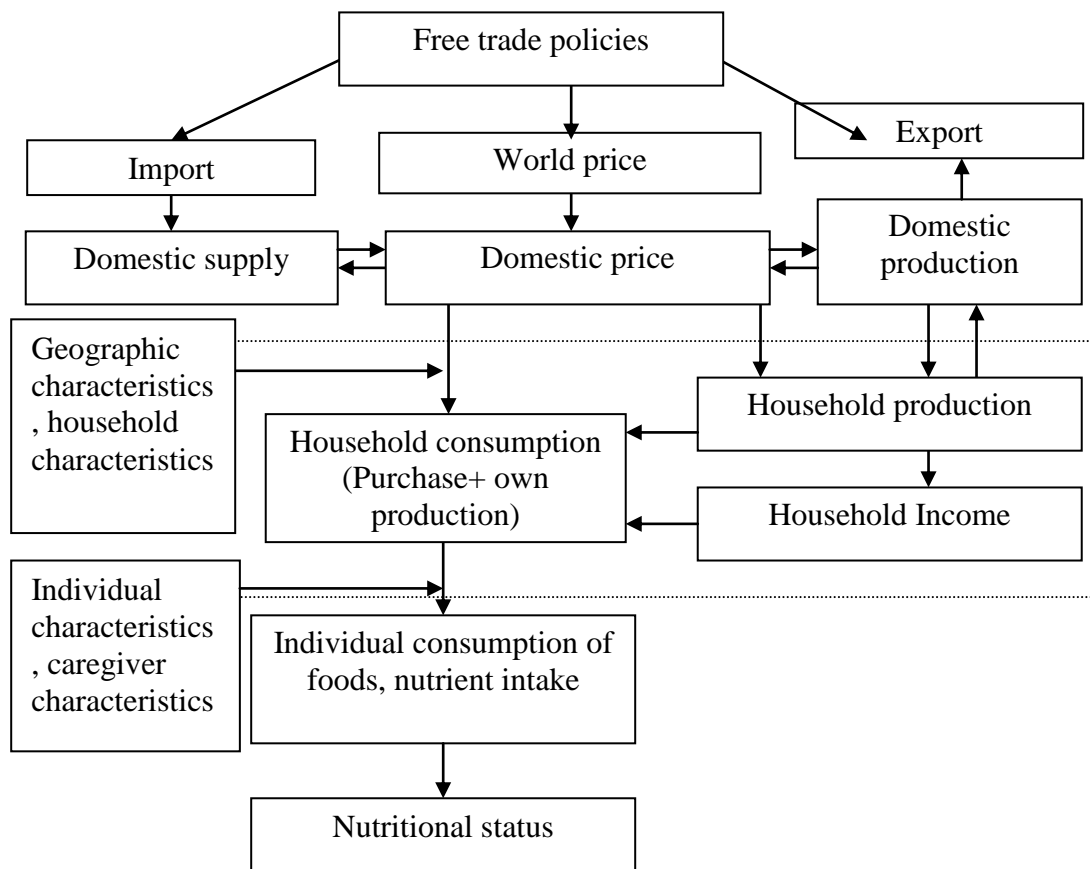 Free trade policies
Export
World price
Import
Domestic
production
Domestic supply
Domestic price
Geographic
characteristics
, household
characteristics
Household production
Household consumption
(Purchase+ own
production)
Household Income
Individual
characteristics
, caregiver
characteristics
Individual consumption of
foods, nutrient intake
Nutritional status